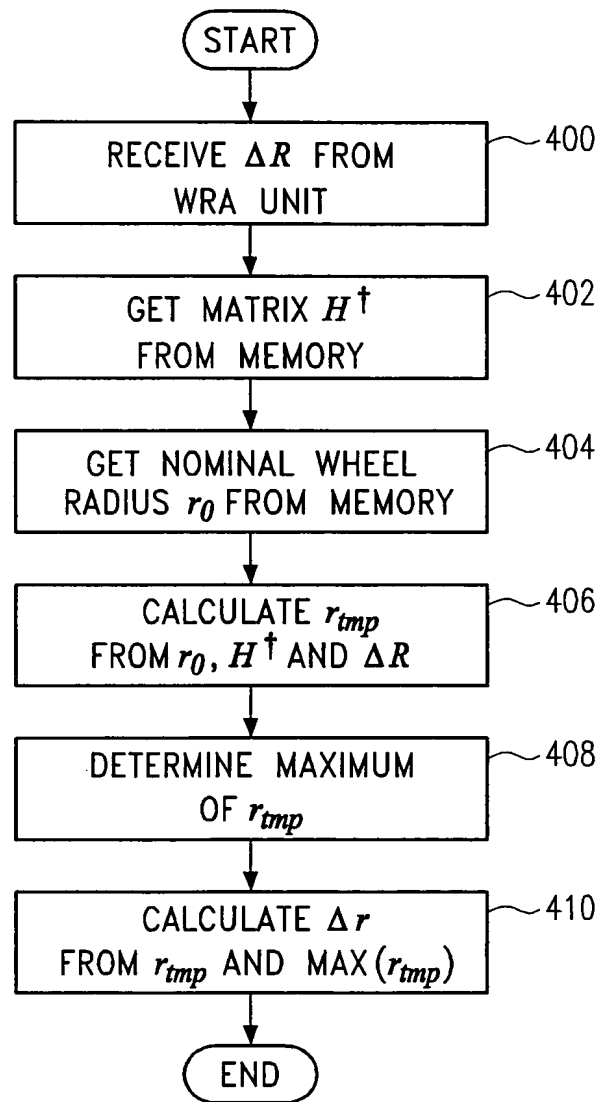 START
RECEIVE ΔR FROM
WRA UNIT
400
GET MATRIX H†
FROM MEMORY
402
GET NOMINAL WHEEL
RADIUS r0 FROM MEMORY
404
CALCULATE rtmp
FROM r0, H† AND ΔR
406
DETERMINE MAXIMUM
OF rtmp
408
CALCULATE Δr
FROM rtmp AND MAX(rtmp)
410
END